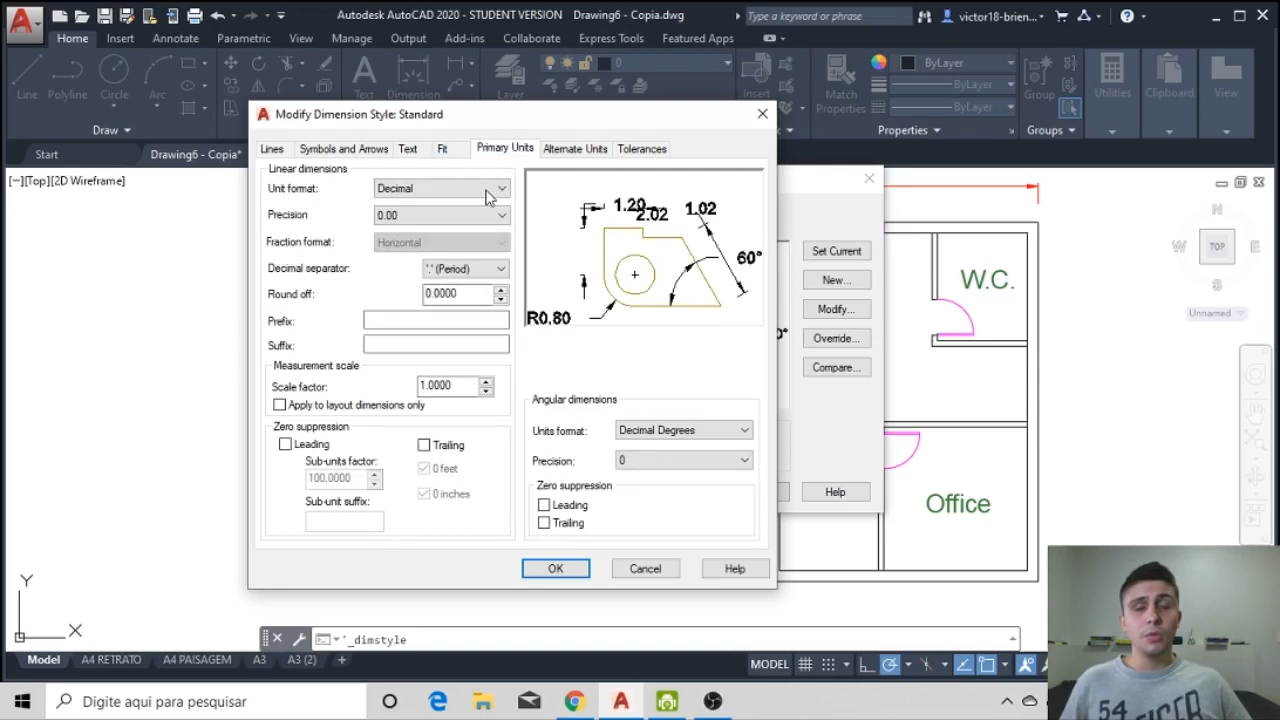 Autodesk AutoCAD 2020 - STUDENT VERSION Drawing6 - Copia.dwg
Type a keyword or phrase
victor18-brien...
Home Insert Annotate Parametric View Manage Output Add-ins Collaborate Express Tools Featured Apps
Line Polyline Circle Arc
Text Dimension
Layer
0
Insert
Match
Properties
ByLayer
ByLayer
ByLayer
Group
Utilities
Clipboard
View
Draw
Properties
Groups
Start
Drawing6 - Copia*
[−][Top][2D Wireframe]
Modify Dimension Style: Standard
Lines Symbols and Arrows Text Fit Primary Units Alternate Units Tolerances
Linear dimensions
Unit format: Decimal
Precision 0.00
Fraction format: Horizontal
Decimal separator: '.' (Period)
Round off: 0.0000
Prefix:
Suffix:
Measurement scale
Scale factor: 1.0000
Apply to layout dimensions only
Zero suppression
Leading
Trailing
Sub-units factor:
100.0000
0 feet
0 inches
Sub-unit suffix:
1.20
2.02
1.02
60°
R0.80
Angular dimensions
Units format: Decimal Degrees
Precision: 0
Zero suppression
Leading
Trailing
OK Cancel Help
Set Current
New...
Modify...
Override...
Compare...
Help
W.C.
Office
N
W TOP E
S
Unnamed
Y
X
'_dimstyle
Model A4 RETRATO A4 PAISAGEM A3 A3 (2) +
MODEL
Digite aqui para pesquisar
54